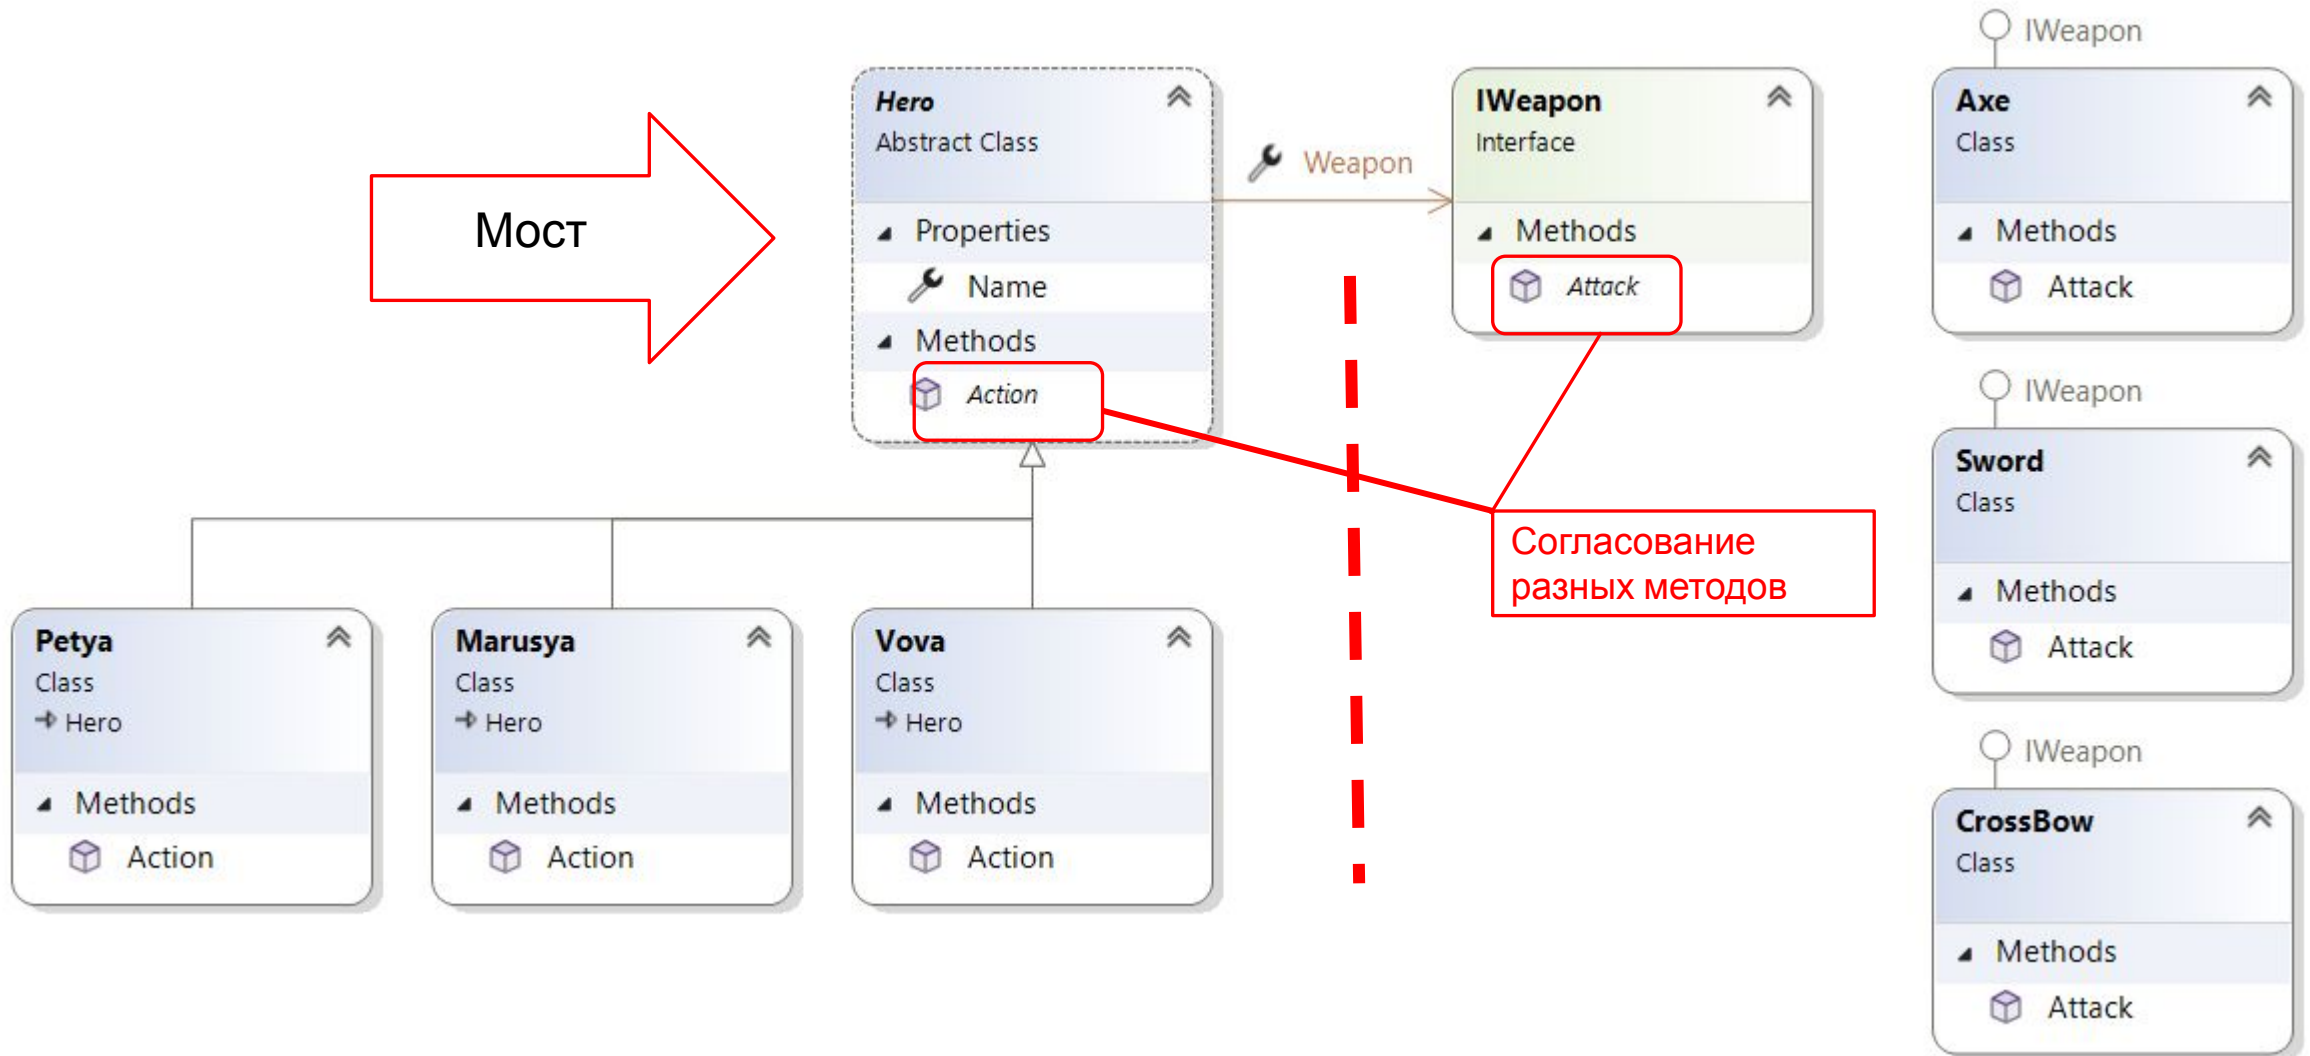 Мост
Hero
Abstract Class
Properties
Name
Methods
Action
Weapon
IWeapon
Interface
Methods
Attack
Согласование
разных методов
IWeapon
Axe
Class
Methods
Attack
IWeapon
Sword
Class
Methods
Attack
IWeapon
CrossBow
Class
Methods
Attack
Petya
Class
Hero
Methods
Action
Marusya
Class
Hero
Methods
Action
Vova
Class
Hero
Methods
Action